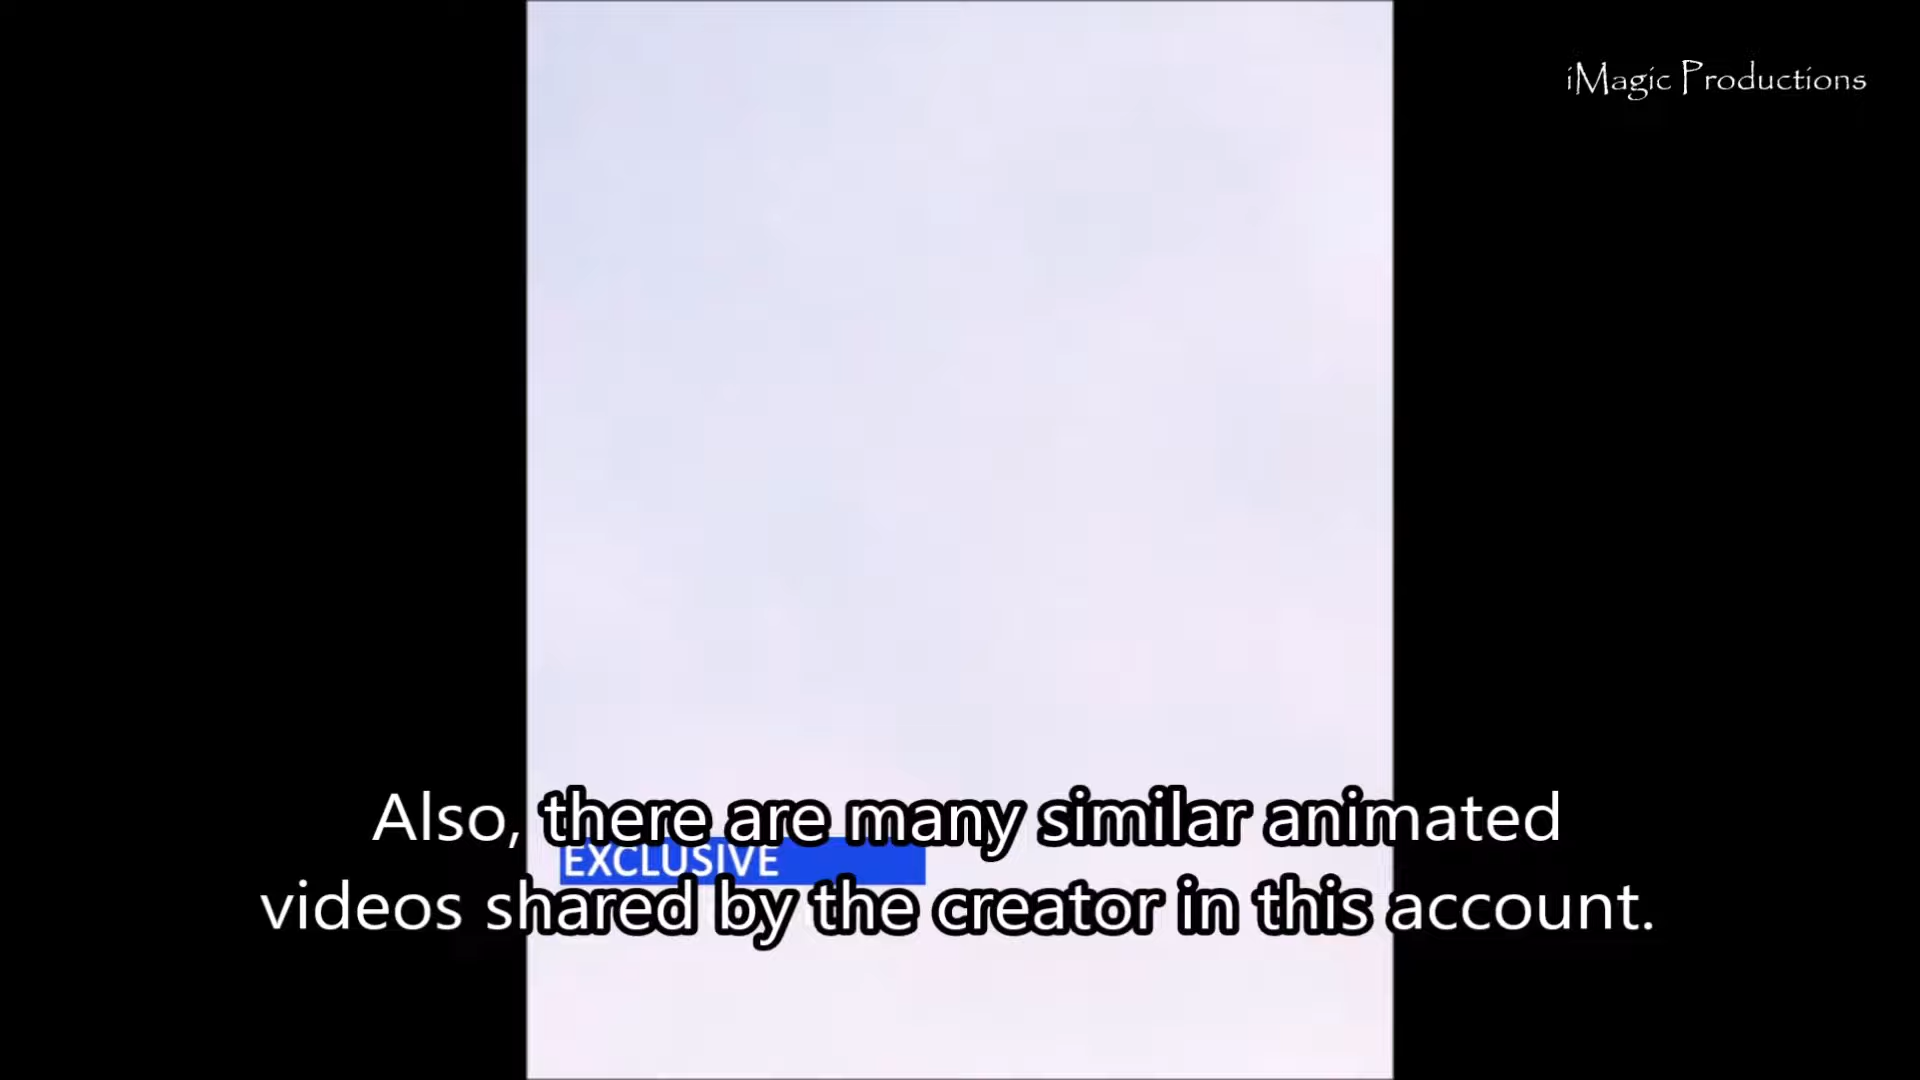 iMagic Productions
Also, there are many similar animated
EXCLUSIVE
videos shared by the creator in this account.